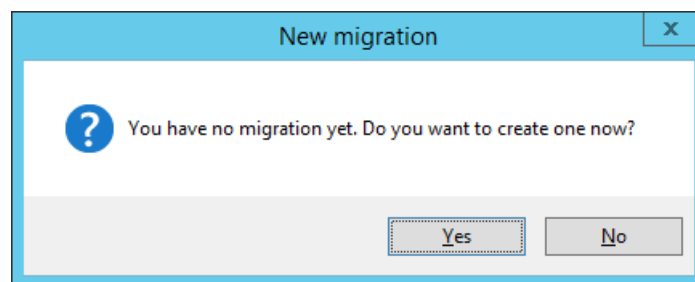 New migration
x
You have no migration yet. Do you want to create one now?
Yes
No